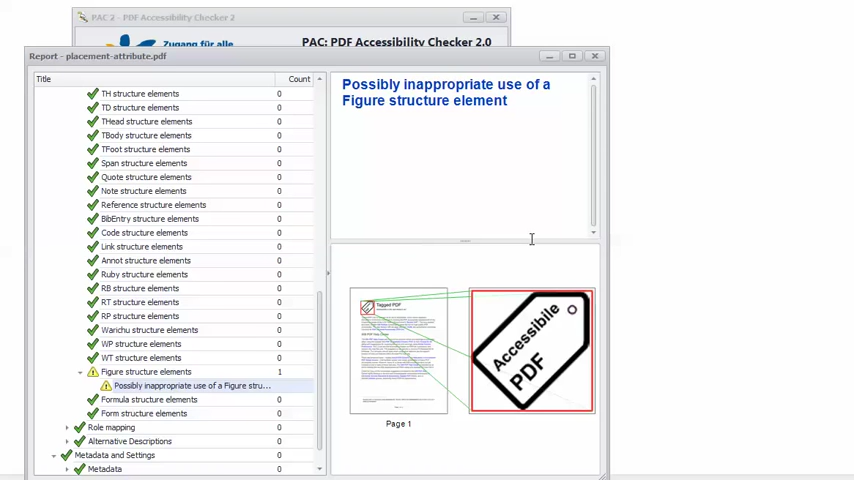 PAC 2 - PDF Accessibility Checker 2
Zugang für alle
PAC: PDF Accessibility Checker 2.0
Report - placement-attribute.pdf
Title Count
TH structure elements 0
TD structure elements 0
THead structure elements 0
TBody structure elements 0
TFoot structure elements 0
Span structure elements 0
Quote structure elements 0
Note structure elements 0
Reference structure elements 0
BibEntry structure elements 0
Code structure elements 0
Link structure elements 0
Annot structure elements 0
Ruby structure elements 0
RB structure elements 0
RT structure elements 0
RP structure elements 0
Warichu structure elements 0
WP structure elements 0
WT structure elements 0
Figure structure elements 1
Possibly inappropriate use of a Figure stru...
Formula structure elements 0
Form structure elements 0
Role mapping 0
Alternative Descriptions 0
Metadata and Settings 0
Metadata 0
Possibly inappropriate use of a
Figure structure element
Tagged PDF
Accessibile
PDF
Page 1